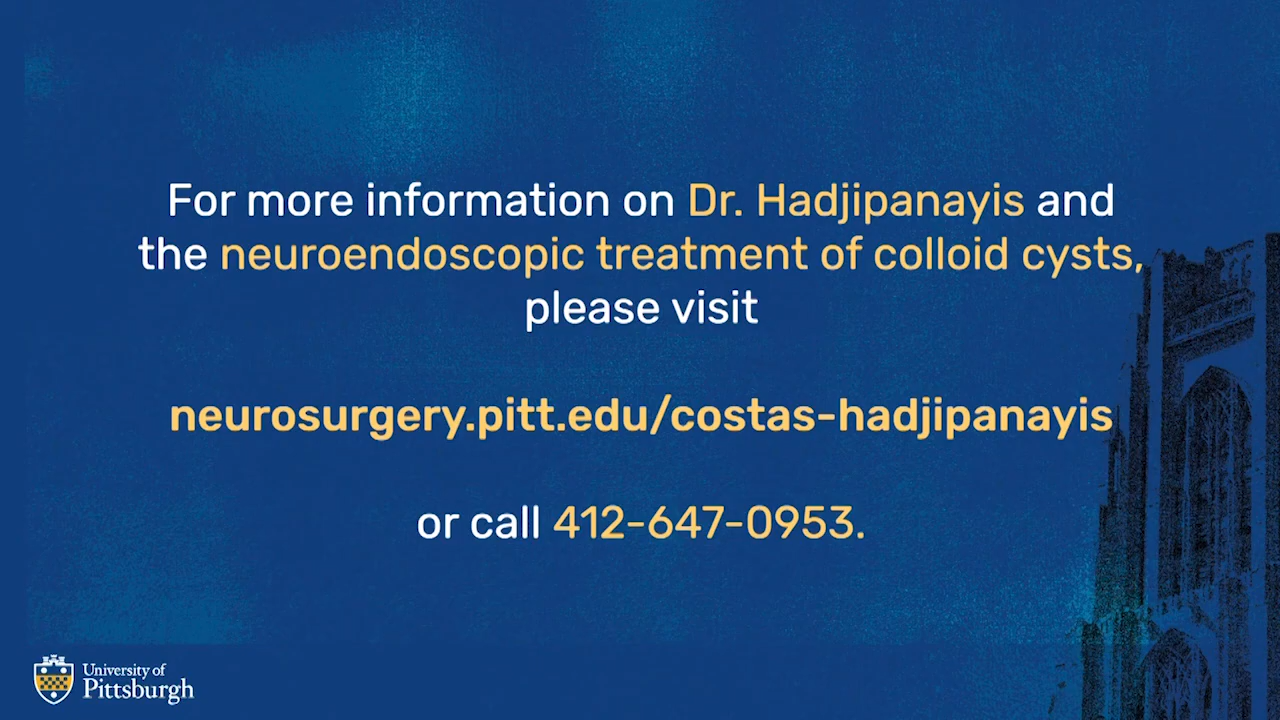 For more information on Dr. Hadjipanayis and
the neuroendoscopic treatment of colloid cysts,
please visit
neurosurgery.pitt.edu/costas-hadjipanayis
or call 412-647-0953.
University of
Pittsburgh